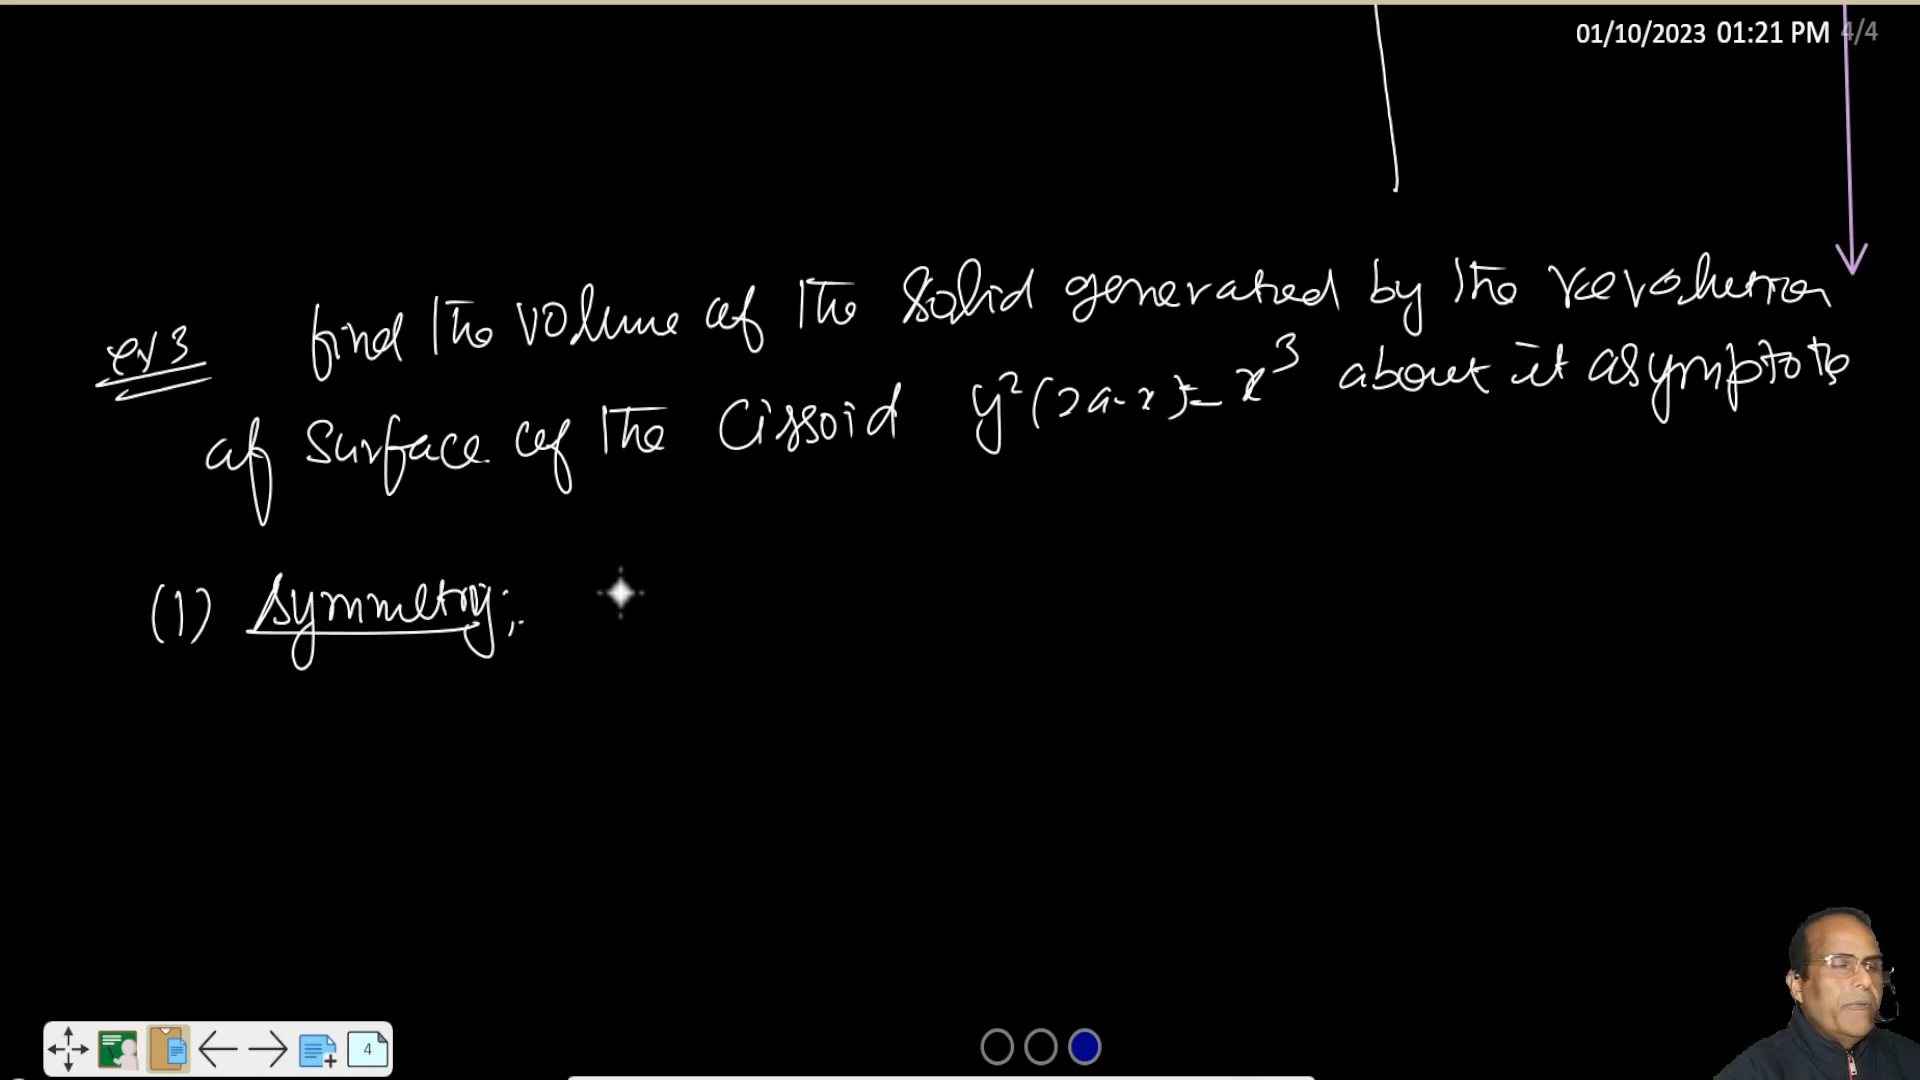 01/10/2023 01:21 PM 4/4
ex 3 find the volume of the solid generated by the revolution
of surface of the Cissoid y²(2a-x)=x³ about it asymptote
(1) Symmetry:
4